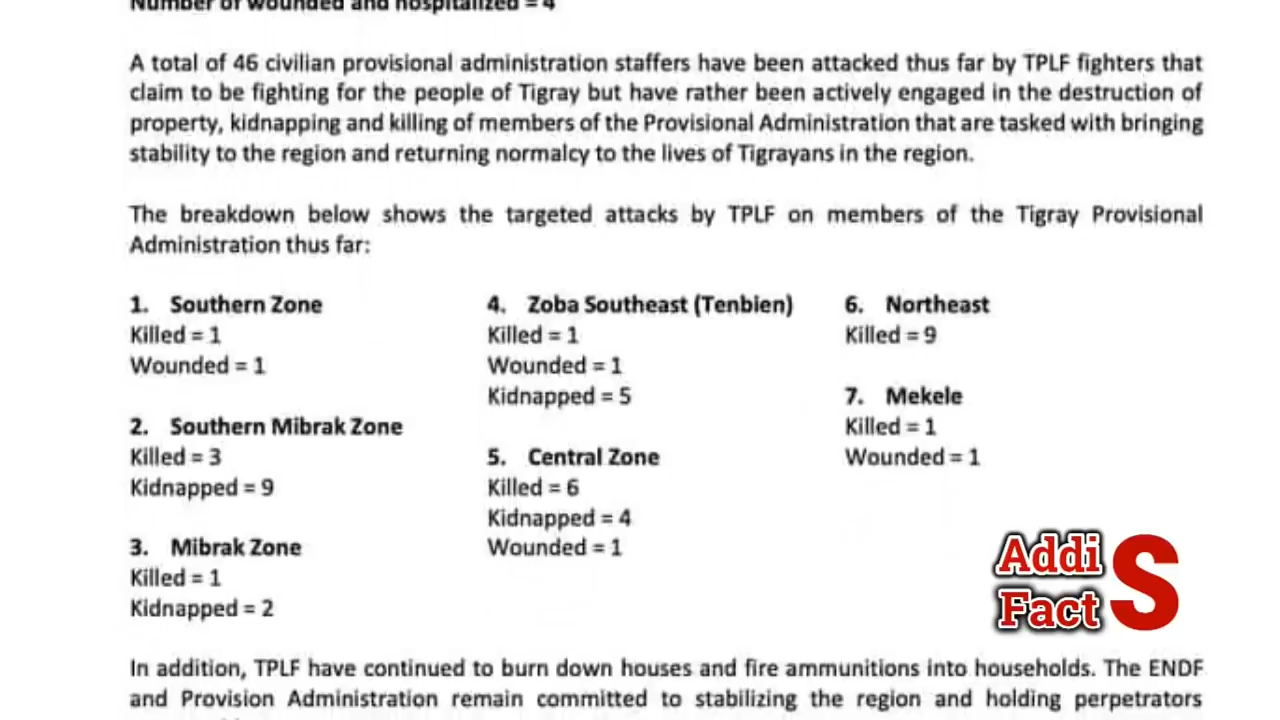 Number of wounded and hospitalized = 4
A total of 46 civilian provisional administration staffers have been attacked thus far by TPLF fighters that
claim to be fighting for the people of Tigray but have rather been actively engaged in the destruction of
property, kidnapping and killing of members of the Provisional Administration that are tasked with bringing
stability to the region and returning normalcy to the lives of Tigrayans in the region.
The breakdown below shows the targeted attacks by TPLF on members of the Tigray Provisional
Administration thus far:
1. Southern Zone
Killed = 1
Wounded = 1
2. Southern Mibrak Zone
Killed = 3
Kidnapped = 9
3. Mibrak Zone
Killed = 1
Kidnapped = 2
4. Zoba Southeast (Tenbien)
Killed = 1
Wounded = 1
Kidnapped = 5
5. Central Zone
Killed = 6
Kidnapped = 4
Wounded = 1
6. Northeast
Killed = 9
7. Mekele
Killed = 1
Wounded = 1
Addi S
Fact
In addition, TPLF have continued to burn down houses and fire ammunitions into households. The ENDF
and Provision Administration remain committed to stabilizing the region and holding perpetrators